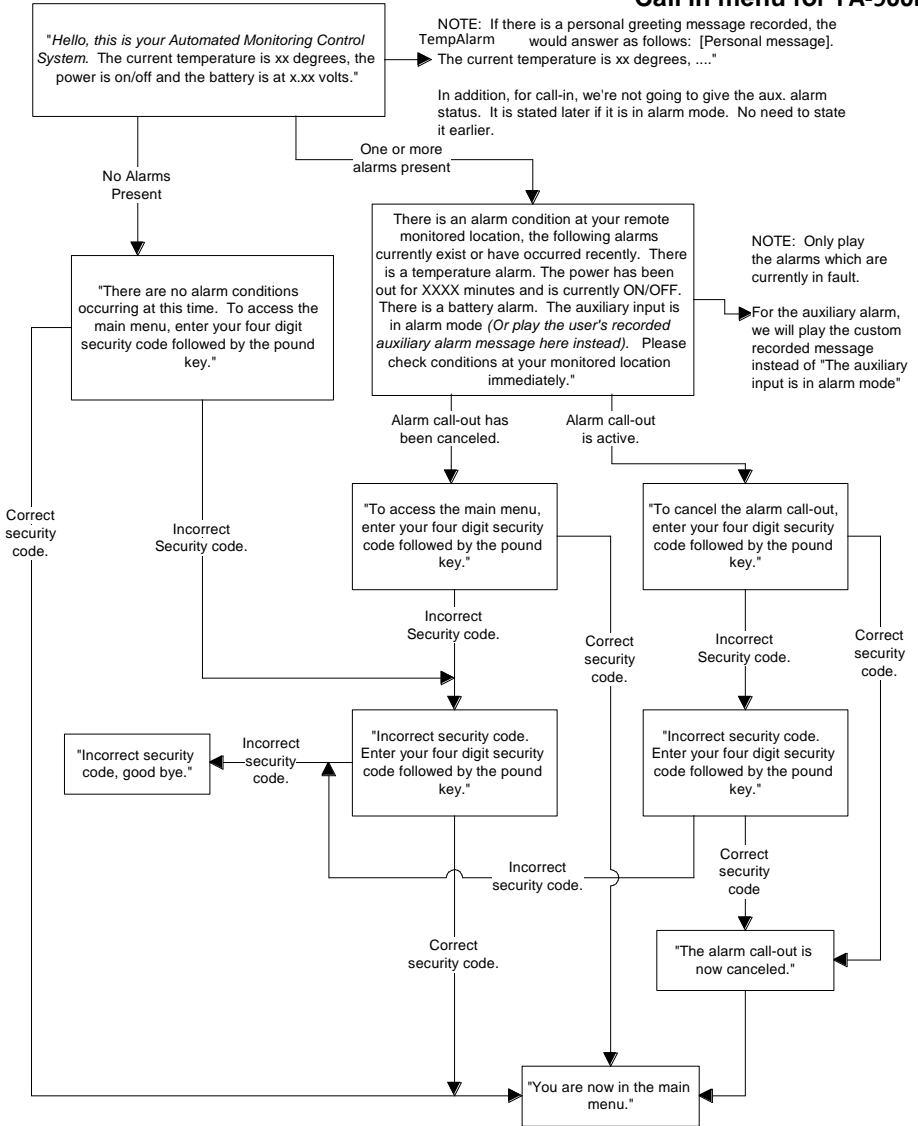 Call in menu for TA-900
"Hello, this is your Automated Monitoring Control
System. The current temperature is xx degrees, the
power is on/off and the battery is at x.xx volts."
NOTE: If there is a personal greeting message recorded, the
TempAlarm would answer as follows: [Personal message].
The current temperature is xx degrees, ...."
In addition, for call-in, we're not going to give the aux. alarm
status. It is stated later if it is in alarm mode. No need to state
it earlier.
No Alarms
Present
One or more
alarms present
There is an alarm condition at your remote
monitored location, the following alarms
currently exist or have occurred recently. There
is a temperature alarm. The power has been
out for XXXX minutes and is currently ON/OFF.
There is a battery alarm. The auxiliary input is
in alarm mode (Or play the user's recorded
auxiliary alarm message here instead). Please
check conditions at your monitored location
immediately."
NOTE: Only play
the alarms which are
currently in fault.
For the auxiliary alarm,
we will play the custom
recorded message
instead of "The auxiliary
input is in alarm mode"
"There are no alarm conditions
occurring at this time. To access the
main menu, enter your four digit
security code followed by the pound
key."
Alarm call-out has
been canceled.
Alarm call-out
is active.
Correct
security
code.
Incorrect
Security code.
"To access the main menu,
enter your four digit security
code followed by the pound
key."
"To cancel the alarm call-out,
enter your four digit security
code followed by the pound
key."
Incorrect
Security code.
Correct
security
code.
Incorrect
Security code.
Correct
security
code.
"Incorrect security
code, good bye."
Incorrect
security
code.
"Incorrect security code.
Enter your four digit security
code followed by the pound
key."
"Incorrect security code.
Enter your four digit security
code followed by the pound
key."
Incorrect
security code.
Correct
security
code
Correct
security code.
"The alarm call-out is
now canceled."
"You are now in the main
menu."